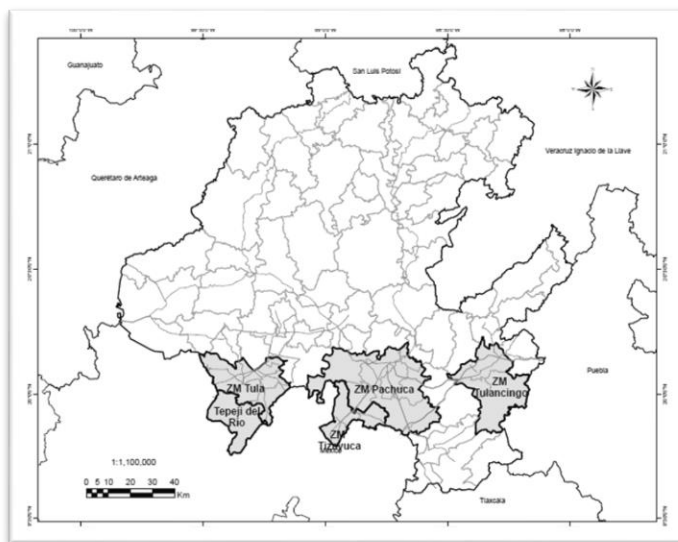 Guanajuato
San Luis Potosí
Veracruz Ignacio de la Llave
Querétaro de Arteaga
Puebla
ZM Tula
ZM Pachuca
ZM
Tulancingo
Tepeji del
Río
ZM
Tizayuca
México
1:1,100,000
0 5 10 20 30 40
Km
Tlaxcala